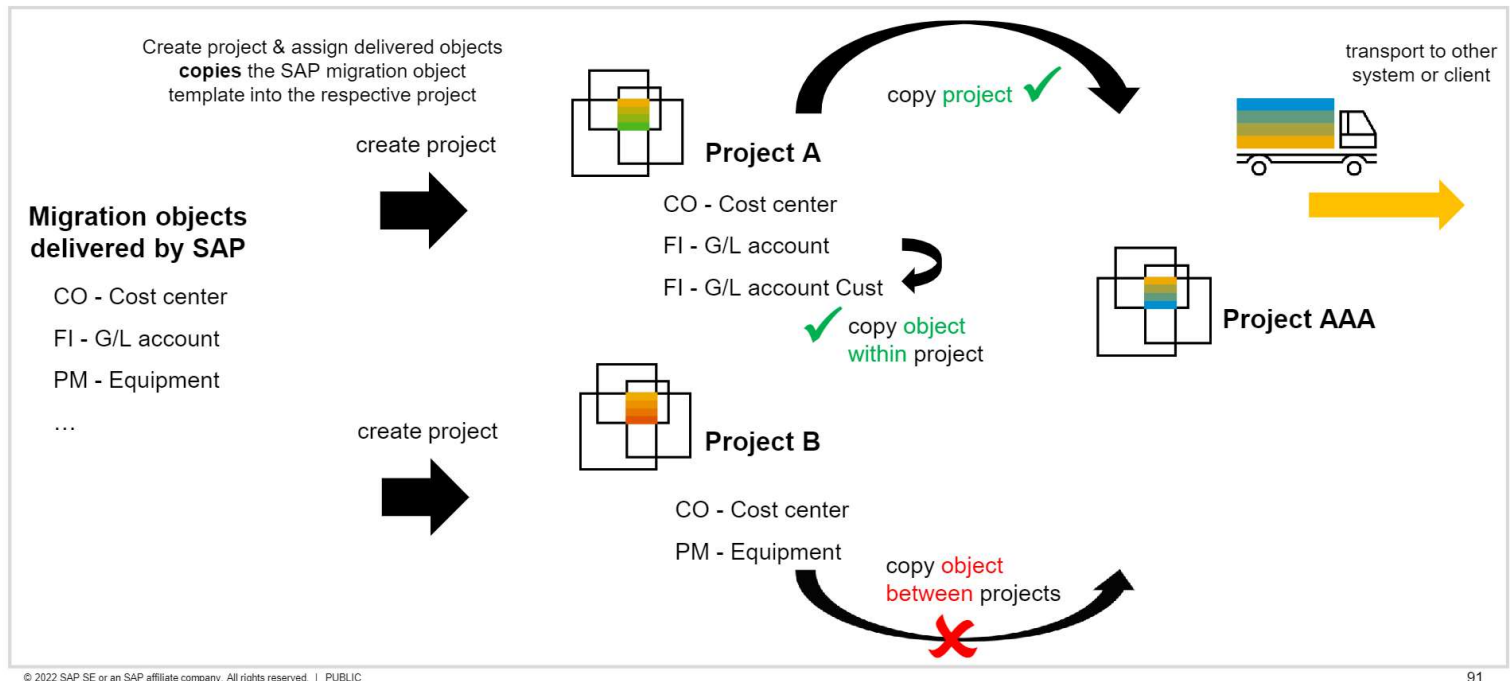 Create project & assign delivered objects
copies the SAP migration object
template into the respective project
create project
Migration objects
delivered by SAP
CO - Cost center
FI - G/L account
PM - Equipment
…
create project
Project A
CO - Cost center
FI - G/L account
FI - G/L account Cust
copy object
within project
copy project
Project B
CO - Cost center
PM - Equipment
copy object
between projects
transport to other
system or client
Project AAA
© 2022 SAP SE or an SAP affiliate company. All rights reserved. | PUBLIC
91